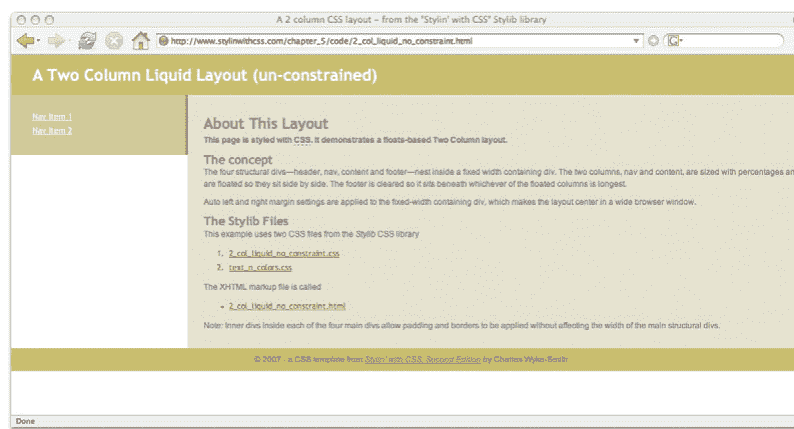 A 2 column CSS layout – from the "Stylin' with CSS" Stylib library
http://www.stylinwithcss.com/chapter_5/code/2_col_liquid_no_constraint.html
A Two Column Liquid Layout (un-constrained)
Nav Item 1
Nav Item 2
About This Layout
This page is styled with CSS. It demonstrates a floats-based Two Column layout.
The concept
The four structural divs—header, nav, content and footer—nest inside a fixed width containing div. The two columns, nav and content, are sized with percentages an
are floated so they sit side by side. The footer is cleared so it sits beneath whichever of the floated columns is longest.
Auto left and right margin settings are applied to the fixed-width containing div, which makes the layout center in a wide browser window.
The Stylib Files
This example uses two CSS files from the Stylib CSS library
1. 2_col_liquid_no_constraint.css
2. text_n_colors.css
The XHTML markup file is called
- 2_col_liquid_no_constraint.html
Note: Inner divs inside each of the four main divs allow padding and borders to be applied without affecting the width of the main structural divs.
© 2007 - a CSS template from Stylin' with CSS, Second Edition by Charles Wyke-Smith
Done